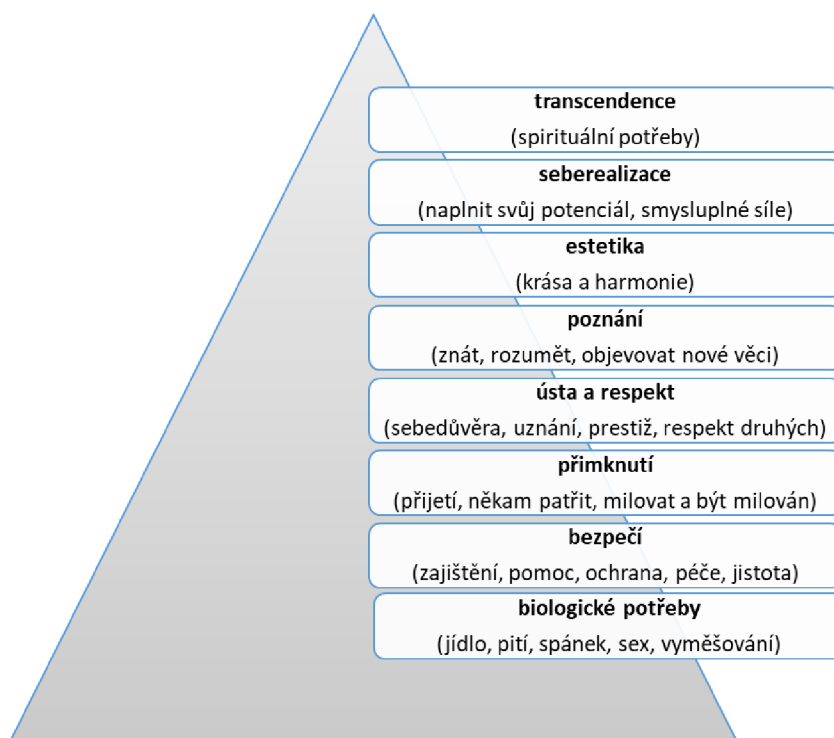 transcendence
(spirituální potřeby)
seberealizace
(naplnit svůj potenciál, smysluplné síle)
estetika
(krása a harmonie)
poznání
(znát, rozumět, objevovat nové věci)
ústa a respekt
(sebedůvěra, uznání, prestiž, respekt druhých)
přimknutí
(přijetí, někam patřit, milovat a být milován)
bezpečí
(zajištění, pomoc, ochrana, péče, jistota)
biologické potřeby
(jídlo, pití, spánek, sex, vyměšování)